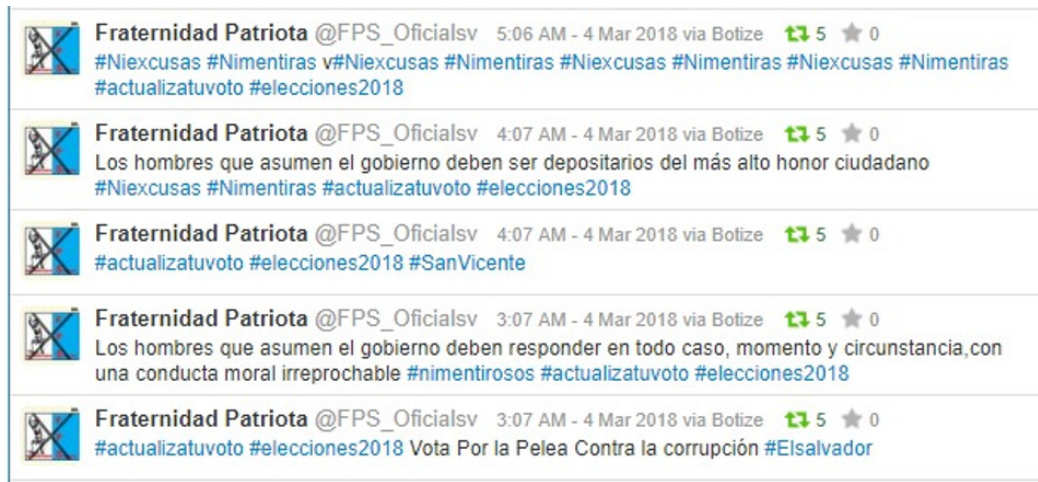 Fraternidad Patriota @FPS_Oficialsv 5:06 AM - 4 Mar 2018 via Botize 5 0
#Niexcusas #Nimentiras v#Niexcusas #Nimentiras #Niexcusas #Nimentiras #Niexcusas #Nimentiras
#actualizatuvoto #elecciones2018
Fraternidad Patriota @FPS_Oficialsv 4:07 AM - 4 Mar 2018 via Botize 5 0
Los hombres que asumen el gobierno deben ser depositarios del más alto honor ciudadano
#Niexcusas #Nimentiras #actualizatuvoto #elecciones2018
Fraternidad Patriota @FPS_Oficialsv 4:07 AM - 4 Mar 2018 via Botize 5 0
#actualizatuvoto #elecciones2018 #SanVicente
Fraternidad Patriota @FPS_Oficialsv 3:07 AM - 4 Mar 2018 via Botize 5 0
Los hombres que asumen el gobierno deben responder en todo caso, momento y circunstancia,con
una conducta moral irreprochable #nimentirosos #actualizatuvoto #elecciones2018
Fraternidad Patriota @FPS_Oficialsv 3:07 AM - 4 Mar 2018 via Botize 5 0
#actualizatuvoto #elecciones2018 Vota Por la Pelea Contra la corrupción #Elsalvador